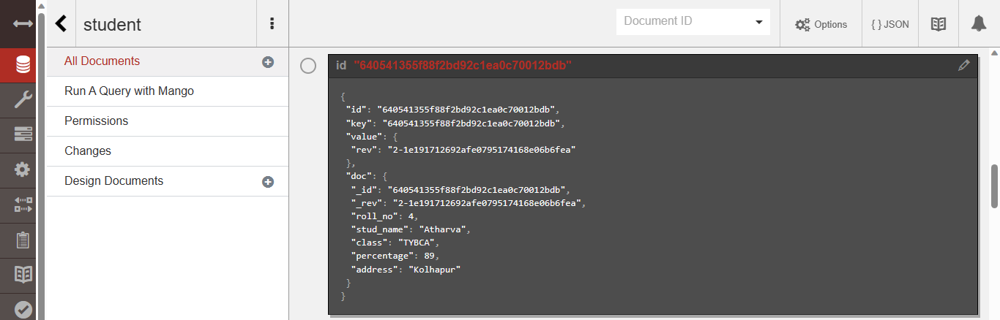 student
Document ID
Options
{ } JSON
All Documents
Run A Query with Mango
Permissions
Changes
Design Documents
id "640541355f88f2bd92c1ea0c70012bdb"
{
"id": "640541355f88f2bd92c1ea0c70012bdb",
"key": "640541355f88f2bd92c1ea0c70012bdb",
"value": {
"rev": "2-1e191712692afe0795174168e06b6fea"
},
"doc": {
"_id": "640541355f88f2bd92c1ea0c70012bdb",
"_rev": "2-1e191712692afe0795174168e06b6fea",
"roll_no": 4,
"stud_name": "Atharva",
"class": "TYBCA",
"percentage": 89,
"address": "Kolhapur"
}
}